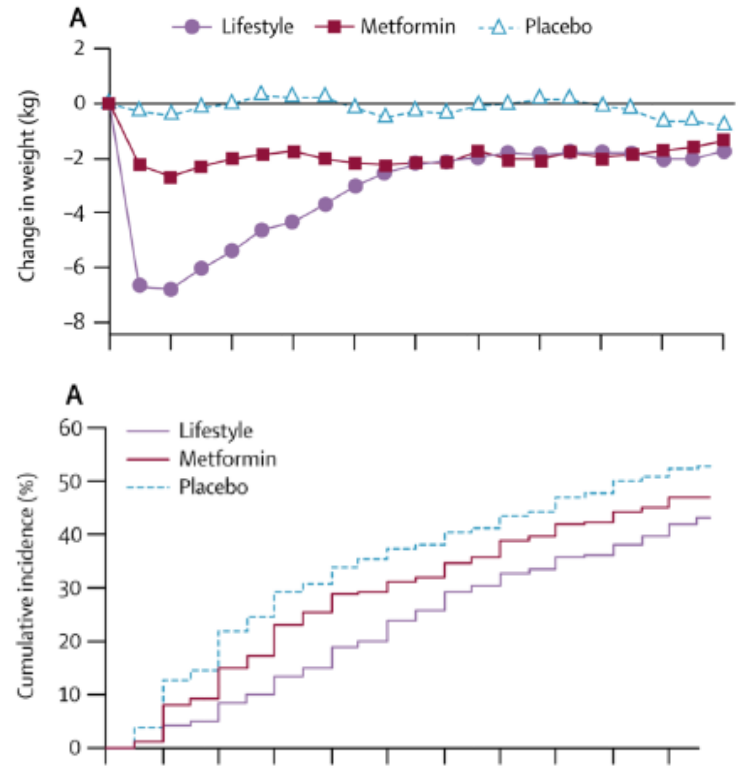 A
Lifestyle Metformin Placebo
2
0
–2
–4
–6
–8
Change in weight (kg)
A
60
50
40
30
20
10
0
Cumulative incidence (%)
Lifestyle
Metformin
Placebo